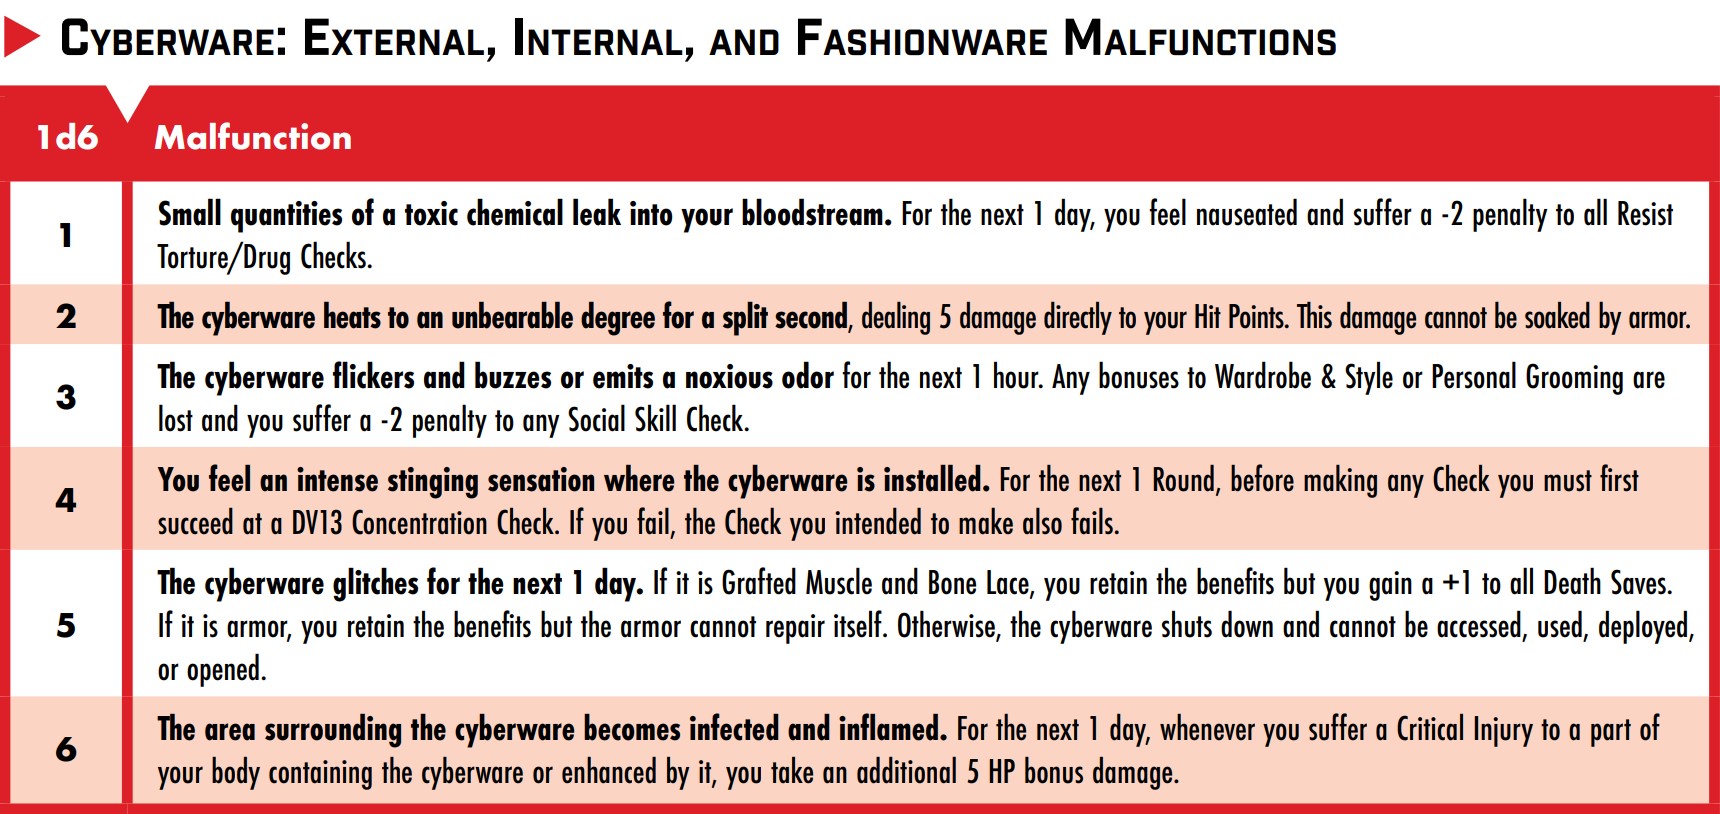 Cyberware: External, Internal, and Fashionware Malfunctions
1d6 Malfunction
1 Small quantities of a toxic chemical leak into your bloodstream. For the next 1 day, you feel nauseated and suffer a -2 penalty to all Resist
Torture/Drug Checks.
2 The cyberware heats to an unbearable degree for a split second, dealing 5 damage directly to your Hit Points. This damage cannot be soaked by armor.
3 The cyberware flickers and buzzes or emits a noxious odor for the next 1 hour. Any bonuses to Wardrobe & Style or Personal Grooming are
lost and you suffer a -2 penalty to any Social Skill Check.
4 You feel an intense stinging sensation where the cyberware is installed. For the next 1 Round, before making any Check you must first
succeed at a DV13 Concentration Check. If you fail, the Check you intended to make also fails.
5 The cyberware glitches for the next 1 day. If it is Grafted Muscle and Bone Lace, you retain the benefits but you gain a +1 to all Death Saves.
If it is armor, you retain the benefits but the armor cannot repair itself. Otherwise, the cyberware shuts down and cannot be accessed, used, deployed,
or opened.
6 The area surrounding the cyberware becomes infected and inflamed. For the next 1 day, whenever you suffer a Critical Injury to a part of
your body containing the cyberware or enhanced by it, you take an additional 5 HP bonus damage.